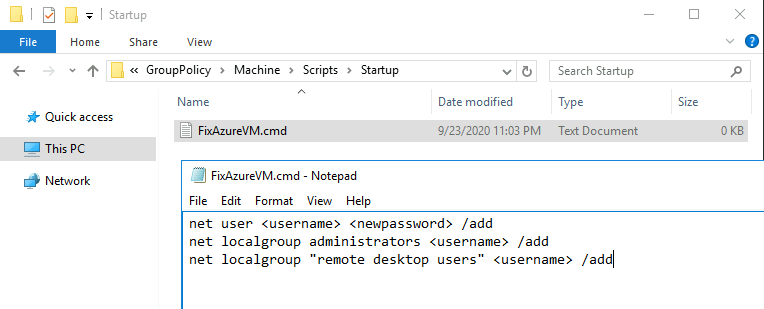 Startup
File Home Share View
« GroupPolicy Machine Scripts Startup Search Startup
Name Date modified Type Size
Quick access
FixAzureVM.cmd 9/23/2020 11:03 PM Text Document 0 KB
This PC
Network
FixAzureVM.cmd - Notepad
File Edit Format View Help
net user <username> <newpassword> /add
net localgroup administrators <username> /add
net localgroup "remote desktop users" <username> /add